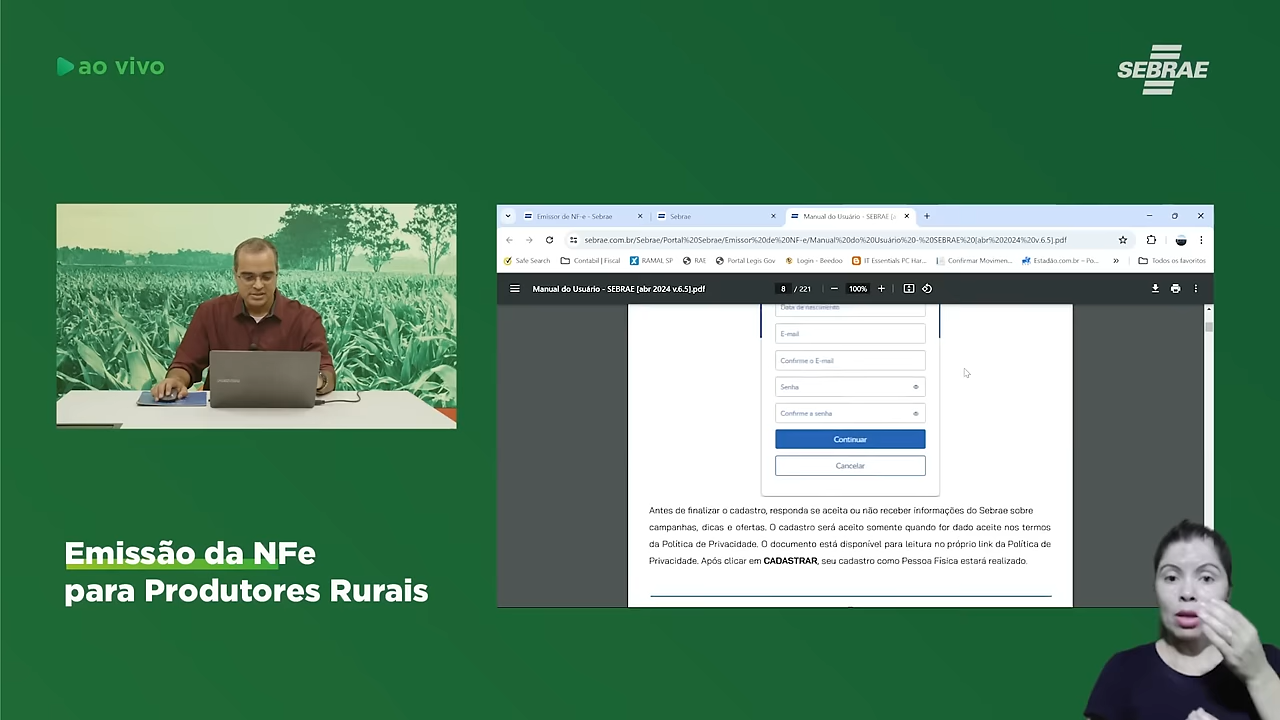 ao vivo
SEBRAE
Emissor de NF-e - Sebrae
Sebrae
Manual do Usuário - SEBRAE [a
sebrae.com.br/Sebrae/Portal%20Sebrae/Emissor%20de%20NF-e/Manual%20do%20Usuário%20-%20SEBRAE%20[abr%202024%20v.6.5].pdf
Safe Search
Contábil | Fiscal
RAMAL SP
RAE
Portal Legis Gov
Login - Beedoo
IT Essentials PC Har...
Confirmar Movimen...
Estadão.com.br – Po...
»
Todos os favoritos
Manual do Usuário - SEBRAE [abr 2024 v.6.5].pdf
8 / 221
100%
Data de nascimento
E-mail
Confirme o E-mail
Senha
Confirme a senha
Continuar
Cancelar
Antes de finalizar o cadastro, responda se aceita ou não receber informações do Sebrae sobre
campanhas, dicas e ofertas. O cadastro será aceito somente quando for dado aceite nos termos
da Política de Privacidade. O documento está disponível para leitura no próprio link da Política de
Privacidade. Após clicar em CADASTRAR, seu cadastro como Pessoa Física estará realizado.
Emissão da NFe
para Produtores Rurais